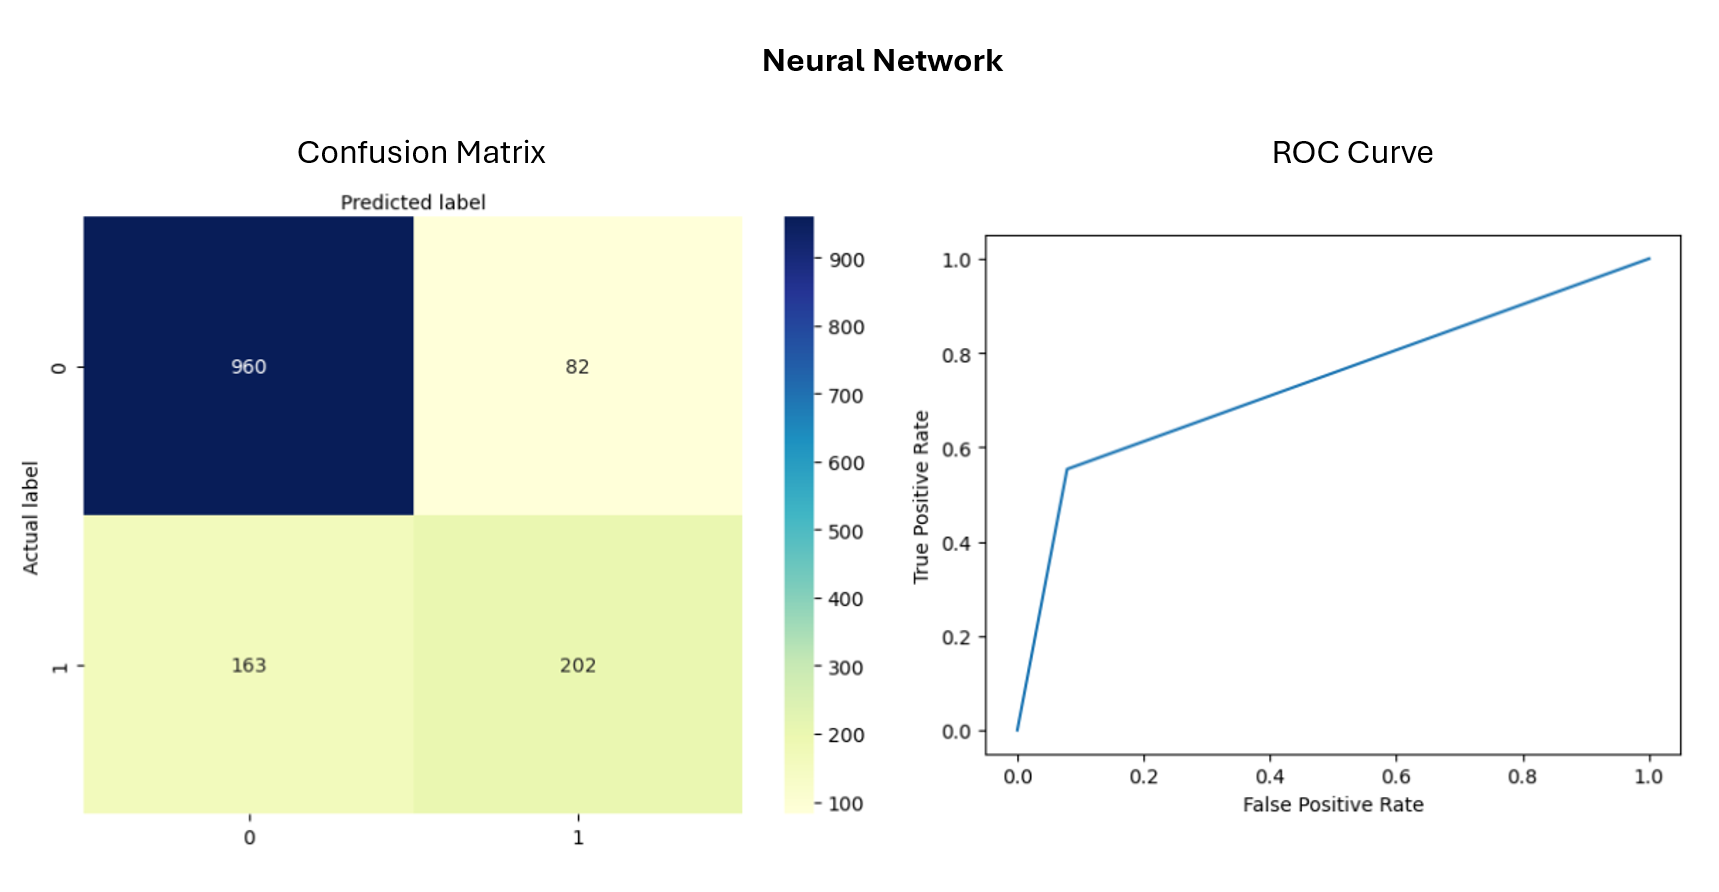 Neural Network
Confusion Matrix
Predicted label
960
82
163
202
0
1
Actual label
0
1
900
800
700
600
500
400
300
200
100
ROC Curve
1.0
0.8
0.6
0.4
0.2
0.0
True Positive Rate
0.0 0.2 0.4 0.6 0.8 1.0
False Positive Rate